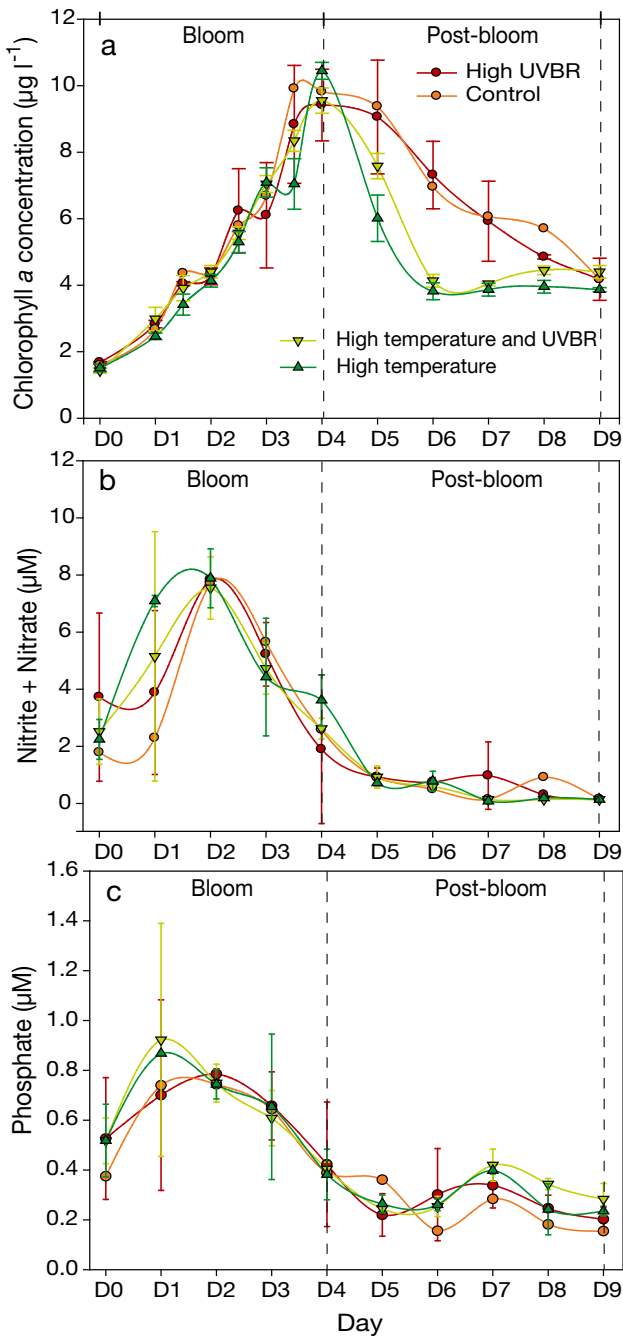 a
Bloom
Post-bloom
High UVBR
Control
High temperature and UVBR
High temperature
Chlorophyll a concentration (µg l⁻¹)
12
10
8
6
4
2
0
D0 D1 D2 D3 D4 D5 D6 D7 D8 D9
b
Bloom
Post-bloom
Nitrite + Nitrate (µM)
12
10
8
6
4
2
0
D0 D1 D2 D3 D4 D5 D6 D7 D8 D9
c
Bloom
Post-bloom
Phosphate (µM)
1.6
1.4
1.2
1.0
0.8
0.6
0.4
0.2
0.0
D0 D1 D2 D3 D4 D5 D6 D7 D8 D9
Day